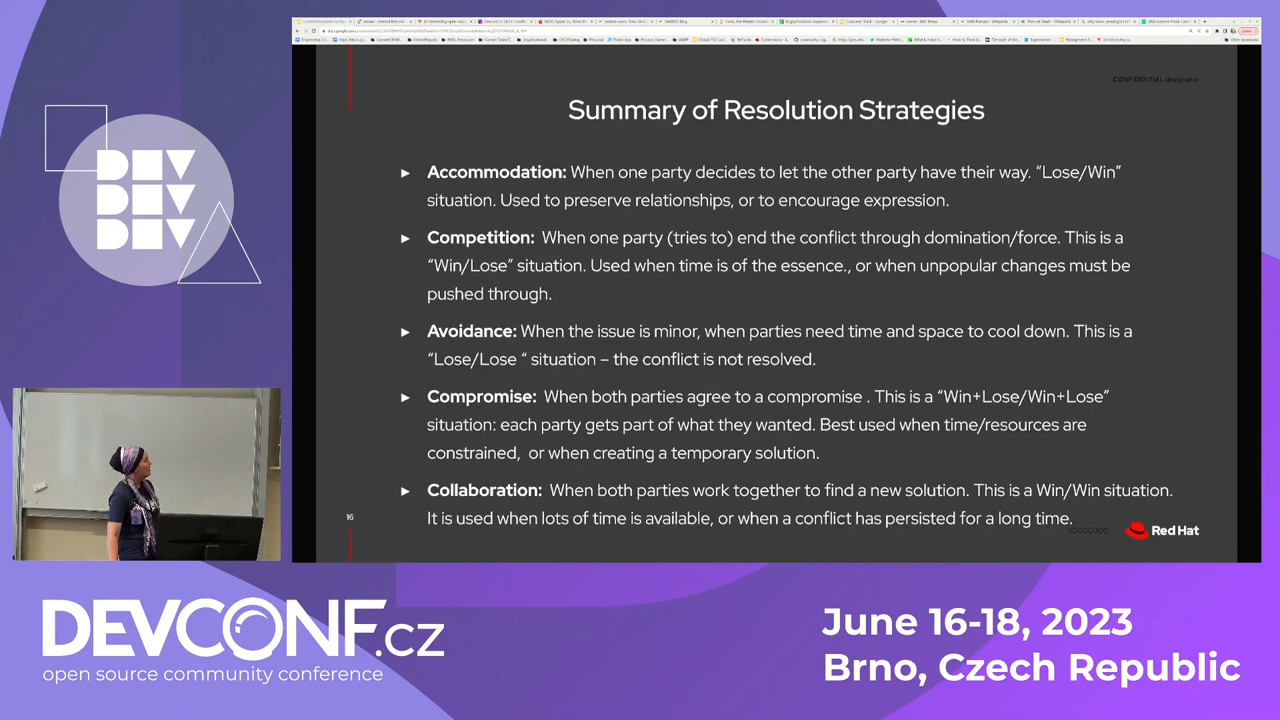 CONFIDENTIAL designator
Summary of Resolution Strategies
► Accommodation: When one party decides to let the other party have their way. “Lose/Win”
situation. Used to preserve relationships, or to encourage expression.
► Competition: When one party (tries to) end the conflict through domination/force. This is a
“Win/Lose” situation. Used when time is of the essence., or when unpopular changes must be
pushed through.
► Avoidance: When the issue is minor, when parties need time and space to cool down. This is a
“Lose/Lose “ situation – the conflict is not resolved.
► Compromise: When both parties agree to a compromise . This is a “Win+Lose/Win+Lose”
situation: each party gets part of what they wanted. Best used when time/resources are
constrained, or when creating a temporary solution.
► Collaboration: When both parties work together to find a new solution. This is a Win/Win situation.
It is used when lots of time is available, or when a conflict has persisted for a long time.
16
Red Hat
DEV
DEV
DEV
DEVCONF.cz
open source community conference
June 16-18, 2023
Brno, Czech Republic